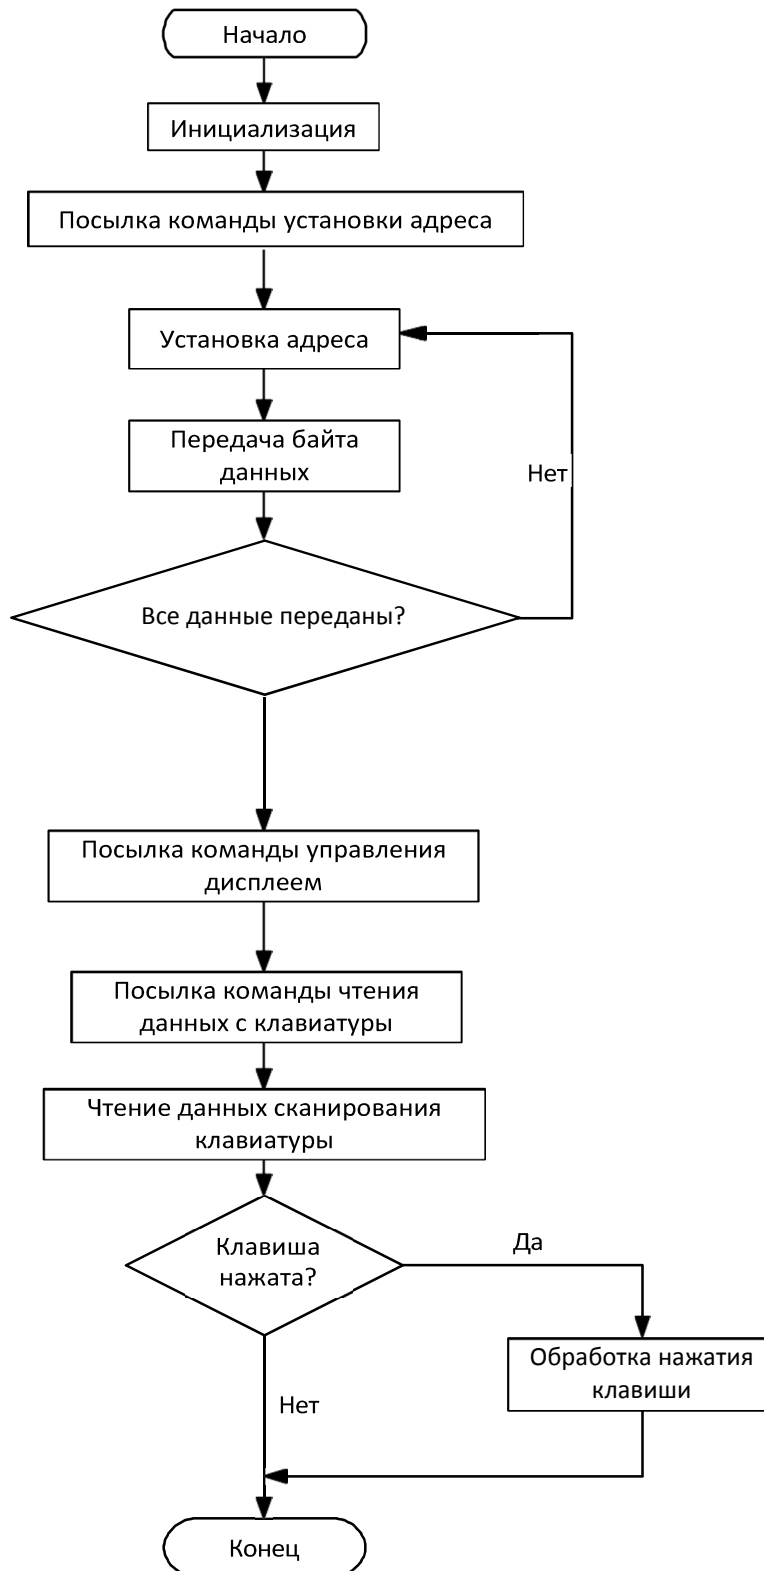 Начало
Инициализация
Посылка команды установки адреса
Установка адреса
Передача байта
данных
Нет
Все данные переданы?
Посылка команды управления
дисплеем
Посылка команды чтения
данных с клавиатуры
Чтение данных сканирования
клавиатуры
Клавиша
нажата?
Да
Обработка нажатия
клавиши
Нет
Конец